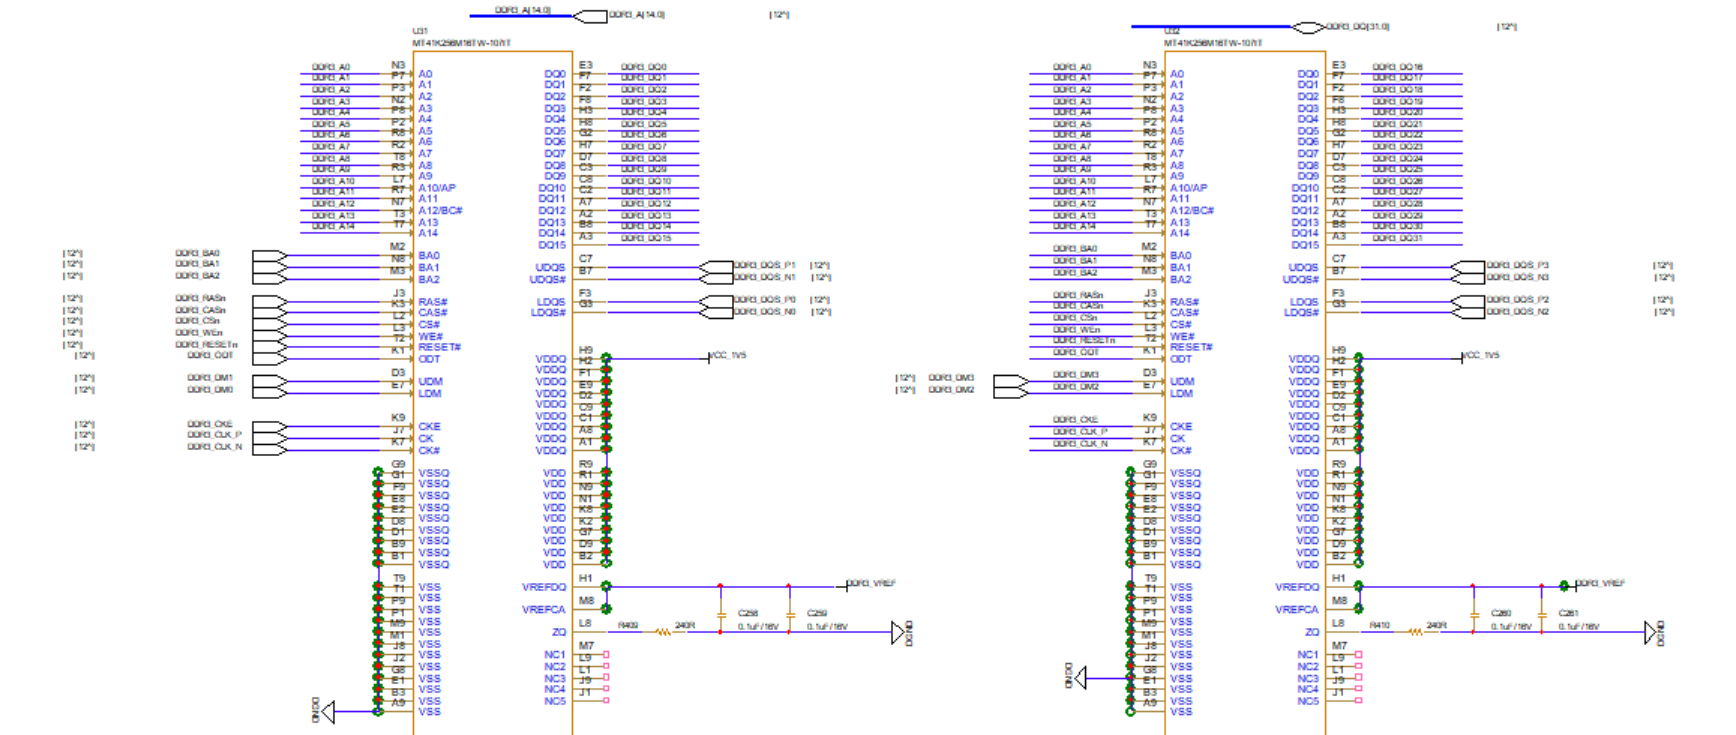 DDR3_A[14.0] DDR3_A[14.0] [12^]
U31
MT41K256M16TW-107IT
DDR3_A0 N3 A0 DQ0 E3 DDR3_DQ0
DDR3_A1 P7 A1 DQ1 F7 DDR3_DQ1
DDR3_A2 P3 A2 DQ2 F2 DDR3_DQ2
DDR3_A3 N2 A3 DQ3 F8 DDR3_DQ3
DDR3_A4 P8 A4 DQ4 H3 DDR3_DQ4
DDR3_A5 P2 A5 DQ5 H8 DDR3_DQ5
DDR3_A6 R8 A6 DQ6 G2 DDR3_DQ6
DDR3_A7 R2 A7 DQ7 H7 DDR3_DQ7
DDR3_A8 T8 A8 DQ8 D7 DDR3_DQ8
DDR3_A9 R3 A9 DQ9 C3 DDR3_DQ9
DDR3_A10 L7 A10/AP DQ10 C8 DDR3_DQ10
DDR3_A11 R7 A11 DQ11 C2 DDR3_DQ11
DDR3_A12 N7 A12/BC# DQ12 A7 DDR3_DQ12
DDR3_A13 T3 A13 DQ13 A2 DDR3_DQ13
DDR3_A14 T7 A14 DQ14 B8 DDR3_DQ14
DQ15 A3 DDR3_DQ15
[12^] DDR3_BA0 M2 BA0
[12^] DDR3_BA1 N8 BA1 UDQS C7 DDR3_DQS_P1 [12^]
[12^] DDR3_BA2 M3 BA2 UDQS# B7 DDR3_DQS_N1 [12^]
[12^] DDR3_RASn J3 RAS# LDQS F3 DDR3_DQS_P0 [12^]
[12^] DDR3_CASn K3 CAS# LDQS# G3 DDR3_DQS_N0 [12^]
[12^] DDR3_CSn L2 CS#
[12^] DDR3_WEn L3 WE#
[12^] DDR3_RESETn T2 RESET#
[12^] DDR3_ODT K1 ODT VDDQ H9 VCC_1V5
VDDQ H2
[12^] DDR3_DM1 D3 UDM VDDQ F1
[12^] DDR3_DM0 E7 LDM VDDQ E9
VDDQ D2
VDDQ C9
[12^] DDR3_CKE K9 CKE VDDQ C1
[12^] DDR3_CLK_P J7 CK VDDQ A8
[12^] DDR3_CLK_N K7 CK# VDDQ A1
G9 VSSQ VDD R9
G1 VSSQ VDD R1
F9 VSSQ VDD N9
E8 VSSQ VDD N1
E2 VSSQ VDD K8
D8 VSSQ VDD K2
D1 VSSQ VDD G7
B9 VSSQ VDD D9
B1 VSSQ VDD B2
T9 VSS VREFDQ H1 DDR3_VREF
T1 VSS
P9 VSS VREFCA M8
P1 VSS C258 C259
M9 VSS ZQ L8 R409 240R 0.1uF/16V 0.1uF/16V DGND
M1 VSS
J8 VSS NC1 M7
J2 VSS NC2 L9
G8 VSS NC3 L1
E1 VSS NC4 J9
B3 VSS NC5 J1
DGND A9 VSS
DDR3_DQ[31.0] [12^]
U32
MT41K256M16TW-107IT
DDR3_A0 N3 A0 DQ0 E3 DDR3_DQ16
DDR3_A1 P7 A1 DQ1 F7 DDR3_DQ17
DDR3_A2 P3 A2 DQ2 F2 DDR3_DQ18
DDR3_A3 N2 A3 DQ3 F8 DDR3_DQ19
DDR3_A4 P8 A4 DQ4 H3 DDR3_DQ20
DDR3_A5 P2 A5 DQ5 H8 DDR3_DQ21
DDR3_A6 R8 A6 DQ6 G2 DDR3_DQ22
DDR3_A7 R2 A7 DQ7 H7 DDR3_DQ23
DDR3_A8 T8 A8 DQ8 D7 DDR3_DQ24
DDR3_A9 R3 A9 DQ9 C3 DDR3_DQ25
DDR3_A10 L7 A10/AP DQ10 C8 DDR3_DQ26
DDR3_A11 R7 A11 DQ11 C2 DDR3_DQ27
DDR3_A12 N7 A12/BC# DQ12 A7 DDR3_DQ28
DDR3_A13 T3 A13 DQ13 A2 DDR3_DQ29
DDR3_A14 T7 A14 DQ14 B8 DDR3_DQ30
DQ15 A3 DDR3_DQ31
DDR3_BA0 M2 BA0
DDR3_BA1 N8 BA1 UDQS C7 DDR3_DQS_P3 [12^]
DDR3_BA2 M3 BA2 UDQS# B7 DDR3_DQS_N3 [12^]
DDR3_RASn J3 RAS# LDQS F3 DDR3_DQS_P2 [12^]
DDR3_CASn K3 CAS# LDQS# G3 DDR3_DQS_N2 [12^]
DDR3_CSn L2 CS#
DDR3_WEn L3 WE#
DDR3_RESETn T2 RESET#
DDR3_ODT K1 ODT VDDQ H9 VCC_1V5
VDDQ H2
[12^] DDR3_DM3 DDR3_DM3 D3 UDM VDDQ F1
[12^] DDR3_DM2 DDR3_DM2 E7 LDM VDDQ E9
VDDQ D2
VDDQ C9
DDR3_CKE K9 CKE VDDQ C1
DDR3_CLK_P J7 CK VDDQ A8
DDR3_CLK_N K7 CK# VDDQ A1
G9 VSSQ VDD R9
G1 VSSQ VDD R1
F9 VSSQ VDD N9
E8 VSSQ VDD N1
E2 VSSQ VDD K8
D8 VSSQ VDD K2
D1 VSSQ VDD G7
B9 VSSQ VDD D9
B1 VSSQ VDD B2
T9 VSS VREFDQ H1 DDR3_VREF
T1 VSS
P9 VSS VREFCA M8
P1 VSS C260 C261
M9 VSS ZQ L8 R410 240R 0.1uF/16V 0.1uF/16V DGND
M1 VSS
J8 VSS NC1 M7
J2 VSS NC2 L9
DGND G8 VSS NC3 L1
E1 VSS NC4 J9
B3 VSS NC5 J1
A9 VSS